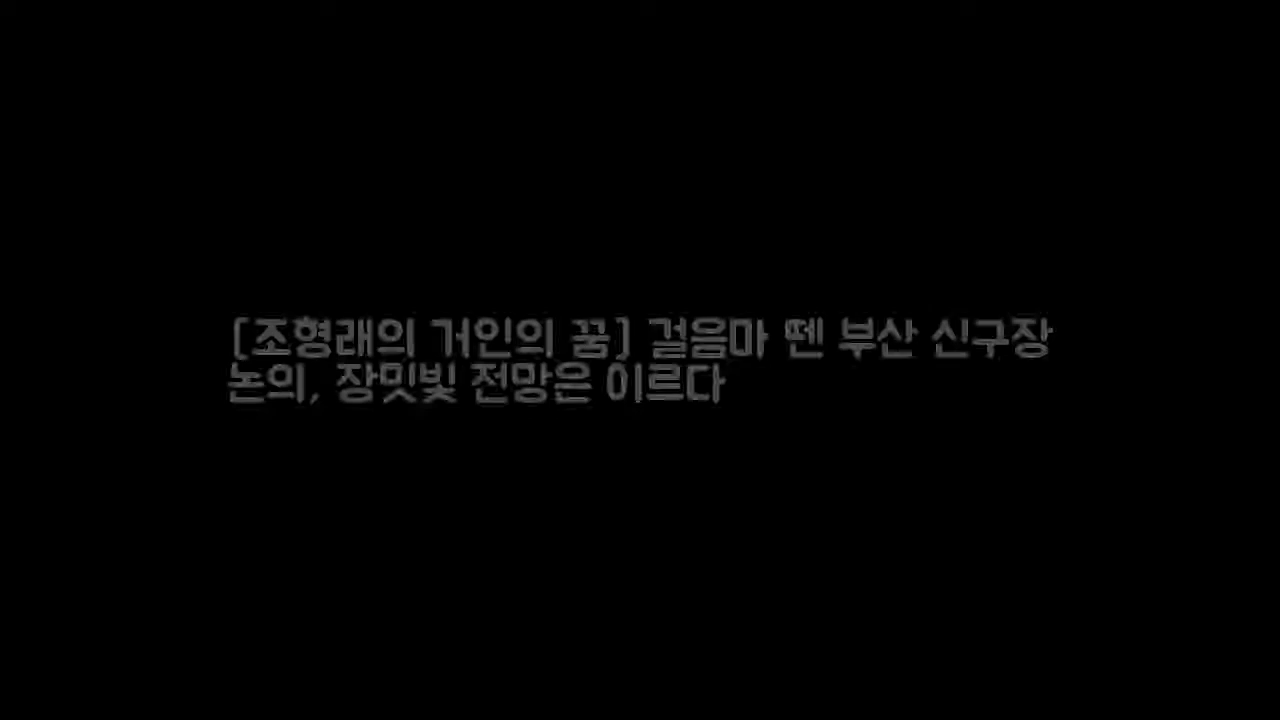 [조형래의 거인의 꿈] 걸음마 뗀 부산 신구장
논의, 장밋빛 전망은 이르다